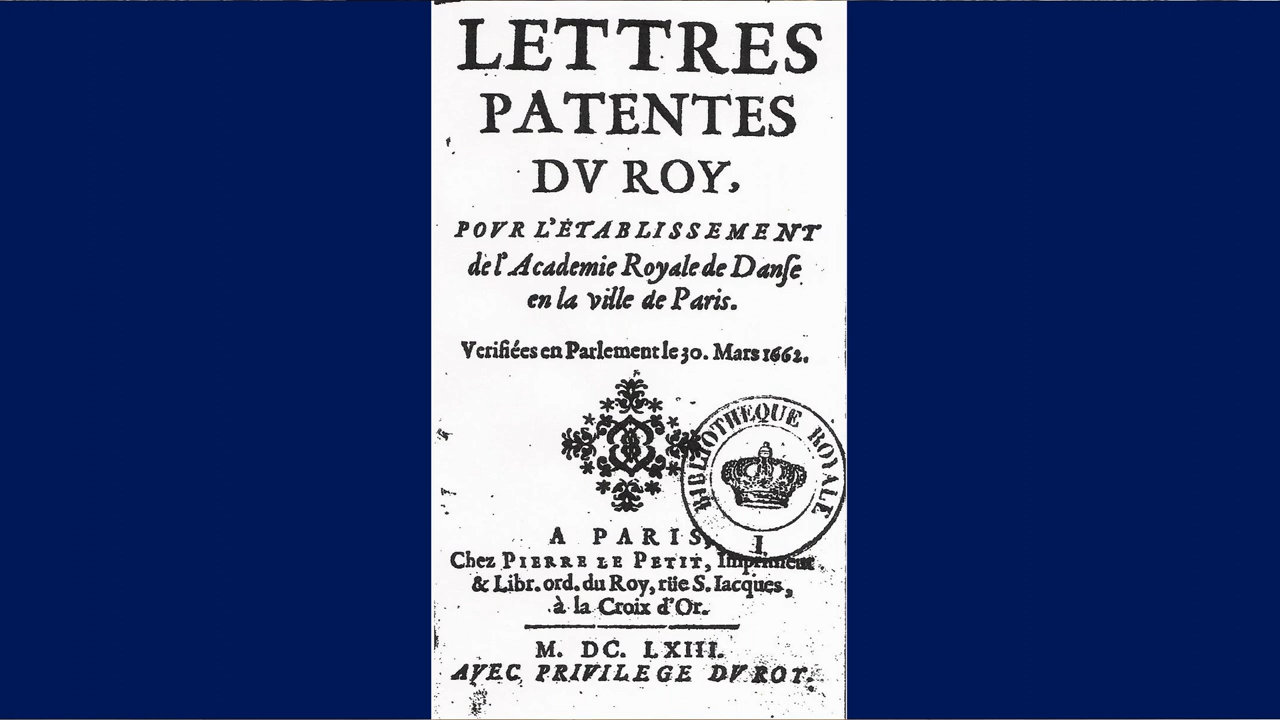 LETTRES
PATENTES
DV ROY,
POVR L'ÉTABLISSEMENT
de l'Academie Royale de Danſe
en la ville de Paris.
Verifiées en Parlement le 30. Mars 1662.
BIBLIOTHEQUE ROYALE
I.
A PARIS,
Chez PIERRE LE PETIT, Imprimeur
& Libr. ord. du Roy, rüe S. Iacques,
à la Croix d'Or.
M. DC. LXIII.
AVEC PRIVILEGE DV ROY.